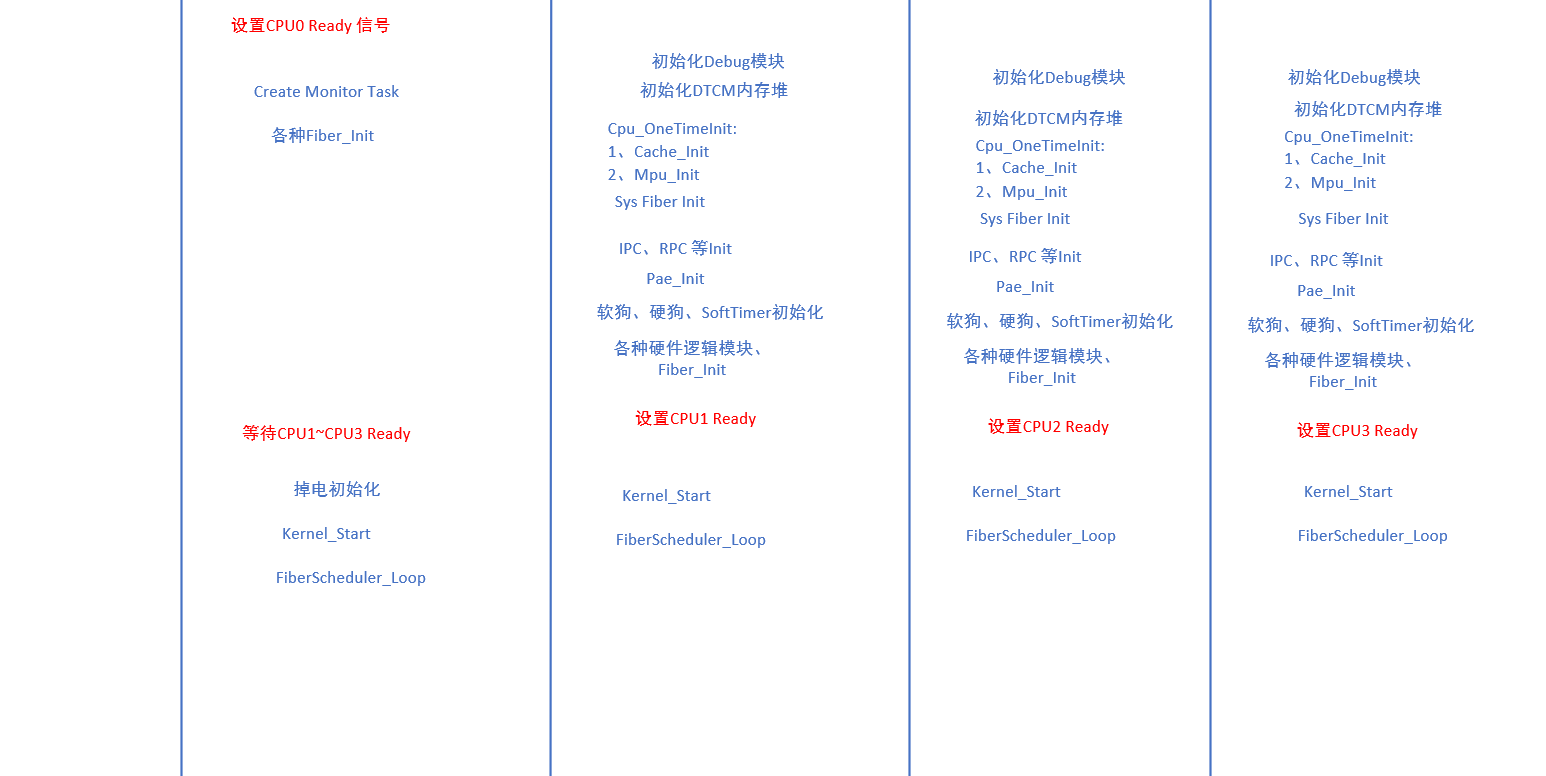 设置CPU0 Ready 信号
Create Monitor Task
各种Fiber_Init
等待CPU1~CPU3 Ready
掉电初始化
Kernel_Start
FiberScheduler_Loop
初始化Debug模块
初始化DTCM内存堆
Cpu_OneTimeInit:
1、Cache_Init
2、Mpu_Init
Sys Fiber Init
IPC、RPC 等Init
Pae_Init
软狗、硬狗、SoftTimer初始化
各种硬件逻辑模块、
Fiber_Init
设置CPU1 Ready
Kernel_Start
FiberScheduler_Loop
初始化Debug模块
初始化DTCM内存堆
Cpu_OneTimeInit:
1、Cache_Init
2、Mpu_Init
Sys Fiber Init
IPC、RPC 等Init
Pae_Init
软狗、硬狗、SoftTimer初始化
各种硬件逻辑模块、
Fiber_Init
设置CPU2 Ready
Kernel_Start
FiberScheduler_Loop
初始化Debug模块
初始化DTCM内存堆
Cpu_OneTimeInit:
1、Cache_Init
2、Mpu_Init
Sys Fiber Init
IPC、RPC 等Init
Pae_Init
软狗、硬狗、SoftTimer初始化
各种硬件逻辑模块、
Fiber_Init
设置CPU3 Ready
Kernel_Start
FiberScheduler_Loop